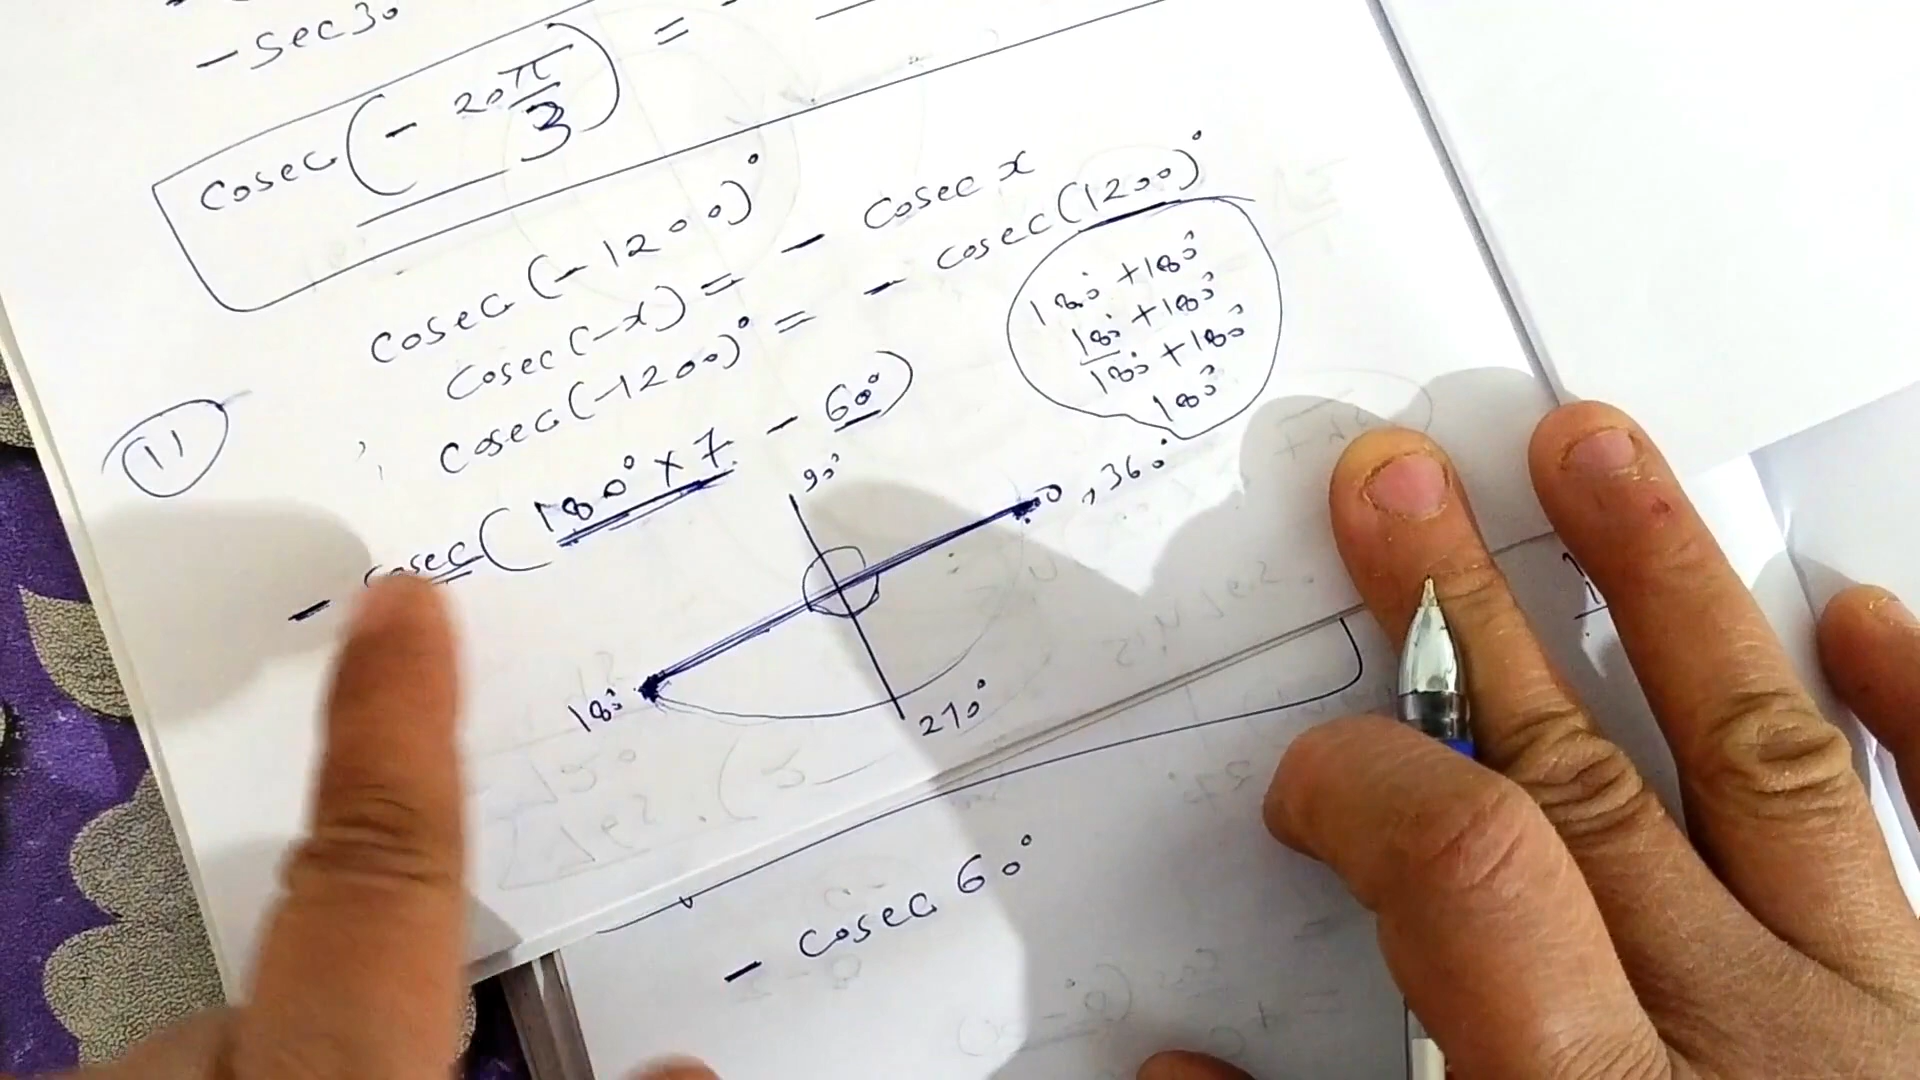 - sec30
cosec(- 20π/3) = -
cosec(-1200)°
cosec(-x) = - cosec x
cosec(-1200)° = - cosec(1200)°
180° + 180°
180° + 180°
180° + 180°
180°
11
- cosec(180° x 7 - 60°)
90°
0, 360°
180°
270°
- cosec 60°